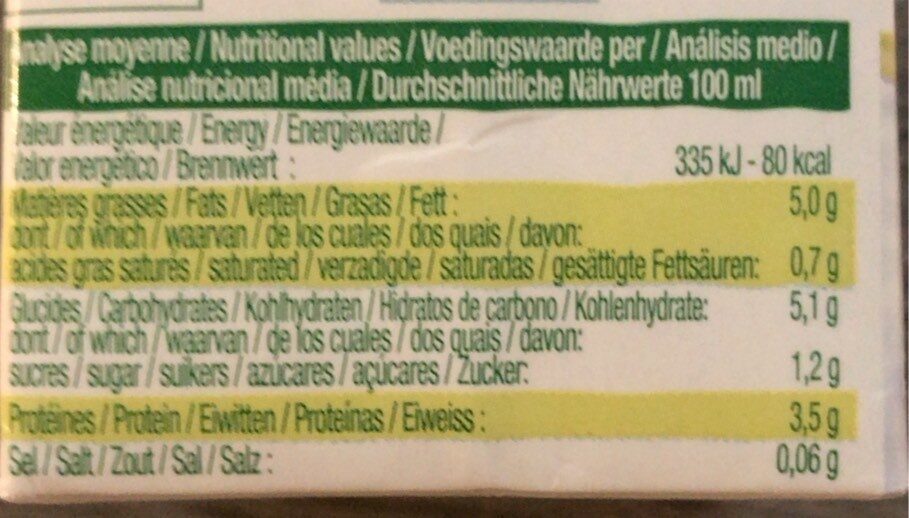 nalyse moyenne / Nutritional values / Voedingswaarde per / Análisis medio /
Análise nutricional média / Durchschnittliche Nährwerte 100 ml
aleur énergétique / Energy / Energiewaarde /
alor energético / Brennwert : 335 kJ - 80 kcal
Matières grasses / Fats / Vetten / Grasas / Fett : 5,0 g
dont / of which / waarvan / de los cuales / dos quais / davon:
acides gras saturés / saturated / verzadigde / saturadas / gesättigte Fettsäuren: 0,7 g
Glucides / Carbohydrates / Kohlhydraten / Hidratos de carbono / Kohlenhydrate: 5,1 g
dont / of which / waarvan / de los cuales / dos quais / davon:
sucres / sugar / suikers / azúcares / açúcares / Zucker: 1,2 g
Protéines / Protein / Eiwitten / Proteínas / Eiweiss : 3,5 g
Sel / Salt / Zout / Sal / Salz : 0,06 g